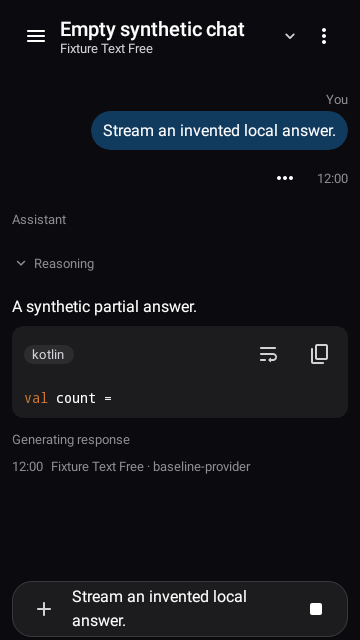 Empty synthetic chat
Fixture Text Free
You
Stream an invented local answer.
12:00
Assistant
Reasoning
A synthetic partial answer.
kotlin
val count =
Generating response
12:00 Fixture Text Free · baseline-provider
Stream an invented local
answer.